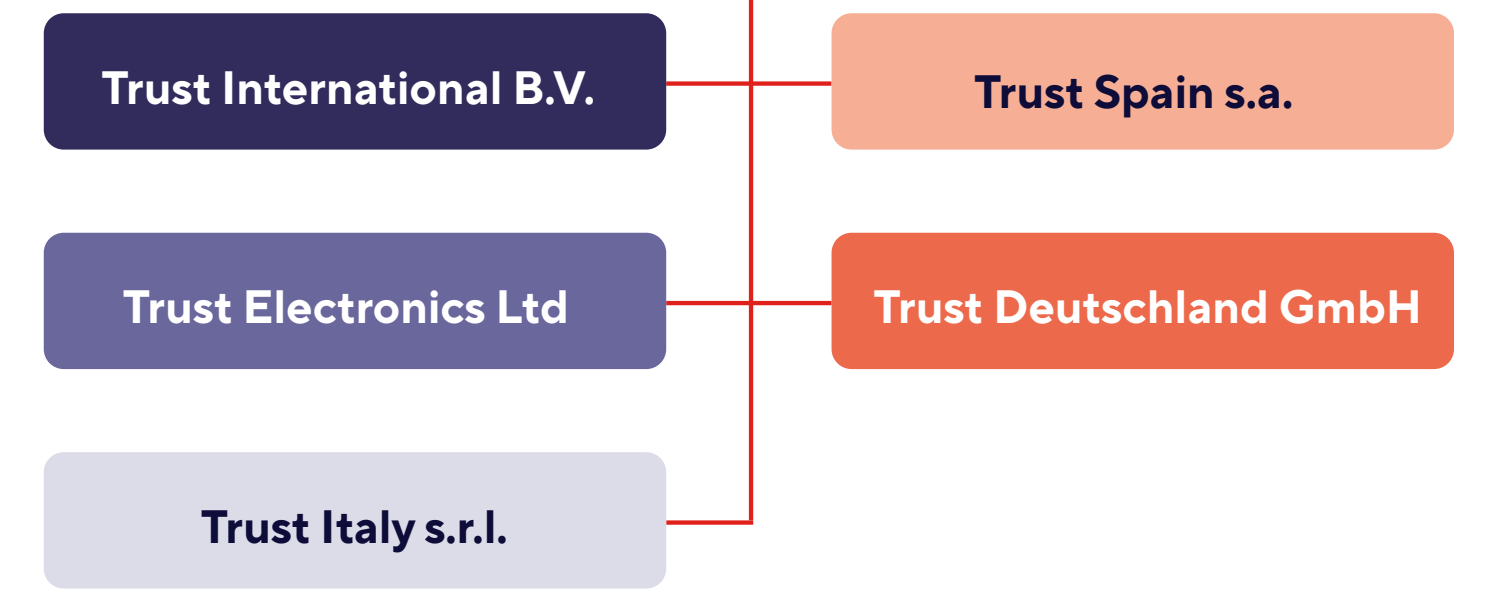 Trust International B.V.
Trust Spain s.a.
Trust Electronics Ltd
Trust Deutschland GmbH
Trust Italy s.r.l.